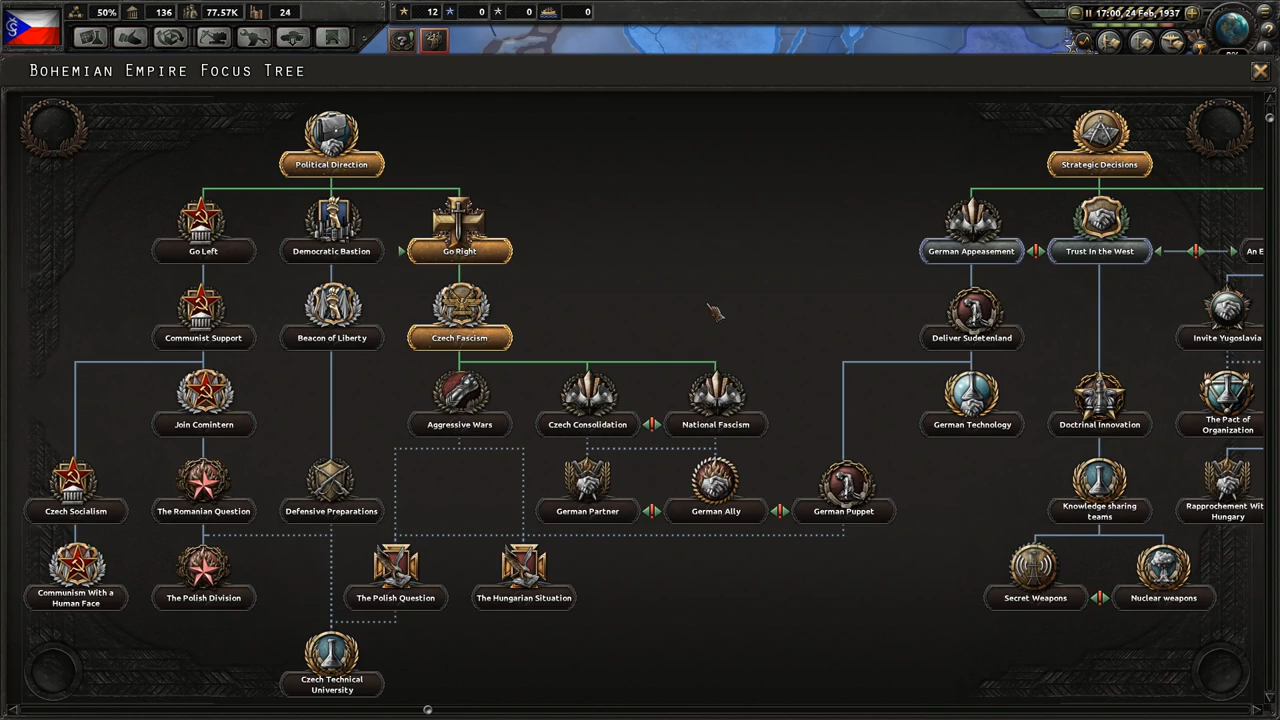 50%
136
77.57K
24
12
0
0
0
17:00, 24 Feb, 1937
Bohemian Empire Focus Tree
Political Direction
Strategic Decisions
Go Left
Democratic Bastion
Go Right
German Appeasement
Trust In the West
An E
Communist Support
Beacon of Liberty
Czech Fascism
Deliver Sudetenland
Invite Yugoslavia
Join Comintern
Aggressive Wars
Czech Consolidation
National Fascism
German Technology
Doctrinal Innovation
The Pact of
Organization
Czech Socialism
The Romanian Question
Defensive Preparations
German Partner
German Ally
German Puppet
Knowledge sharing
teams
Rapprochement Wit
Hungary
Communism With a
Human Face
The Polish Division
The Polish Question
The Hungarian Situation
Secret Weapons
Nuclear weapons
Czech Technical
University